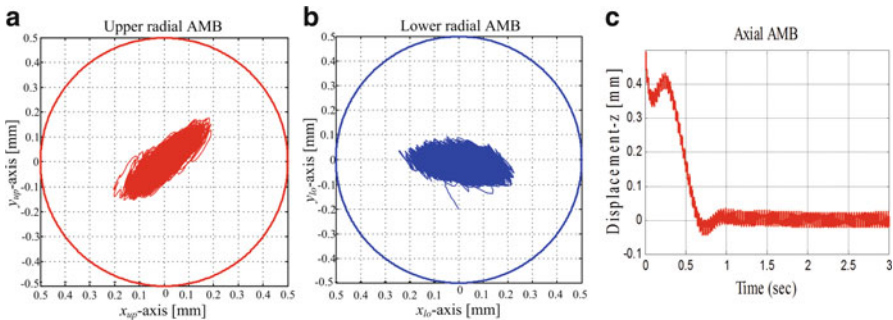 a
Upper radial AMB
0.5
0.4
0.3
0.2
0.1
0
-0.1
-0.2
-0.3
-0.4
-0.5
yup-axis [mm]
0.5 0.4 0.3 0.2 0.1 0 0.1 0.2 0.3 0.4 0.5
xup-axis [mm]
b
Lower radial AMB
0.5
0.4
0.3
0.2
0.1
0
-0.1
-0.2
-0.3
-0.4
-0.5
ylo-axis [mm]
0.5 0.4 0.3 0.2 0.1 0 0.1 0.2 0.3 0.4 0.5
xlo-axis [mm]
c
Axial AMB
0.4
0.3
0.2
0.1
0
-0.1
Displacement-z [mm]
0 0.5 1 1.5 2 2.5 3
Time (sec)